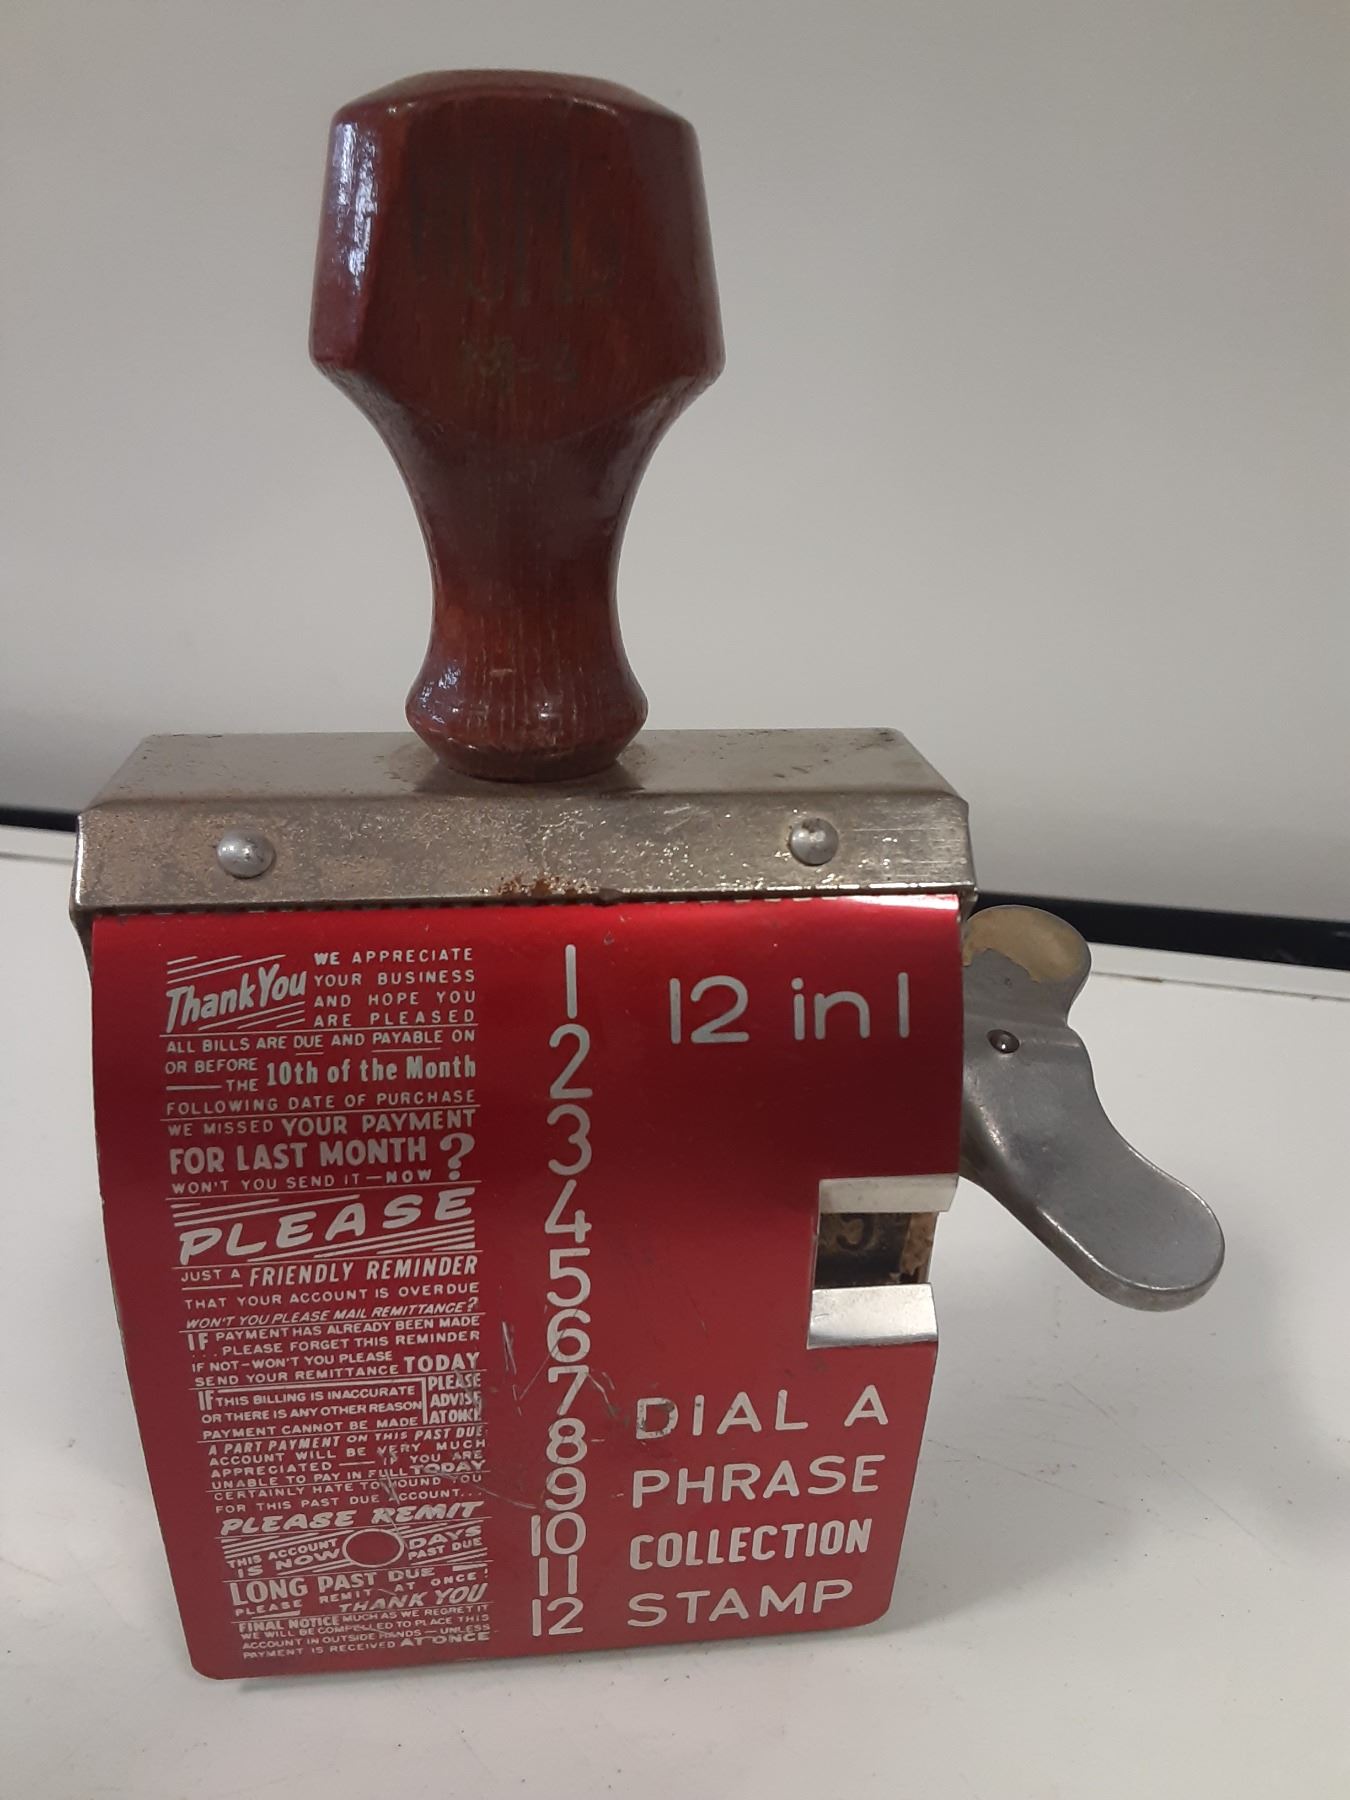 Thank You WE APPRECIATE
YOUR BUSINESS
AND HOPE YOU
ARE PLEASED
ALL BILLS ARE DUE AND PAYABLE ON
OR BEFORE
THE 10th of the Month
FOLLOWING DATE OF PURCHASE
WE MISSED YOUR PAYMENT
FOR LAST MONTH ?
WON'T YOU SEND IT — NOW
PLEASE
JUST A FRIENDLY REMINDER
THAT YOUR ACCOUNT IS OVERDUE
WON'T YOU PLEASE MAIL REMITTANCE?
IF PAYMENT HAS ALREADY BEEN MADE
... PLEASE FORGET THIS REMINDER
IF NOT - WON'T YOU PLEASE
SEND YOUR REMITTANCE TODAY
IF THIS BILLING IS INACCURATE
OR THERE IS ANY OTHER REASON
PAYMENT CANNOT BE MADE
PLEASE
ADVISE
AT ONCE
A PART PAYMENT ON THIS PAST DUE
ACCOUNT WILL BE VERY MUCH
APPRECIATED — IF YOU ARE
UNABLE TO PAY IN FULL TODAY
CERTAINLY HATE TO HOUND YOU
FOR THIS PAST DUE ACCOUNT...
PLEASE REMIT
THIS ACCOUNT
IS NOW
DAYS
PAST DUE
LONG PAST DUE
PLEASE REMIT AT ONCE!
THANK YOU
FINAL NOTICE MUCH AS WE REGRET IT
WE WILL BE COMPELLED TO PLACE THIS
ACCOUNT IN OUTSIDE HANDS — UNLESS
PAYMENT IS RECEIVED AT ONCE
1
2
3
4
5
6
7
8
9
10
11
12
12 in 1
5
DIAL A
PHRASE
COLLECTION
STAMP